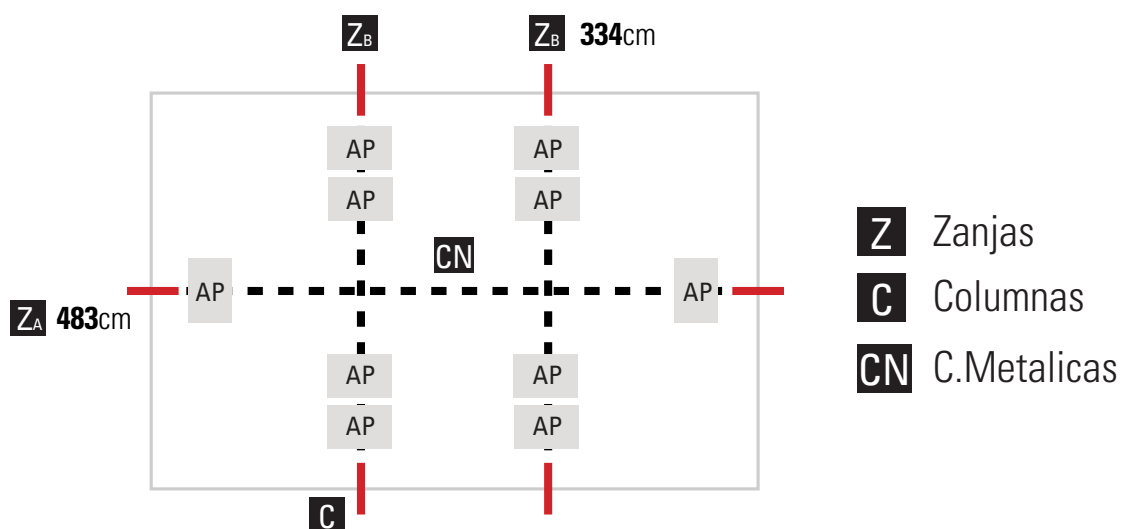 ZB ZB 334cm
AP AP
AP AP
CN
AP AP
ZA 483cm
AP AP
AP AP
C
Z Zanjas
C Columnas
CN C.Metalicas